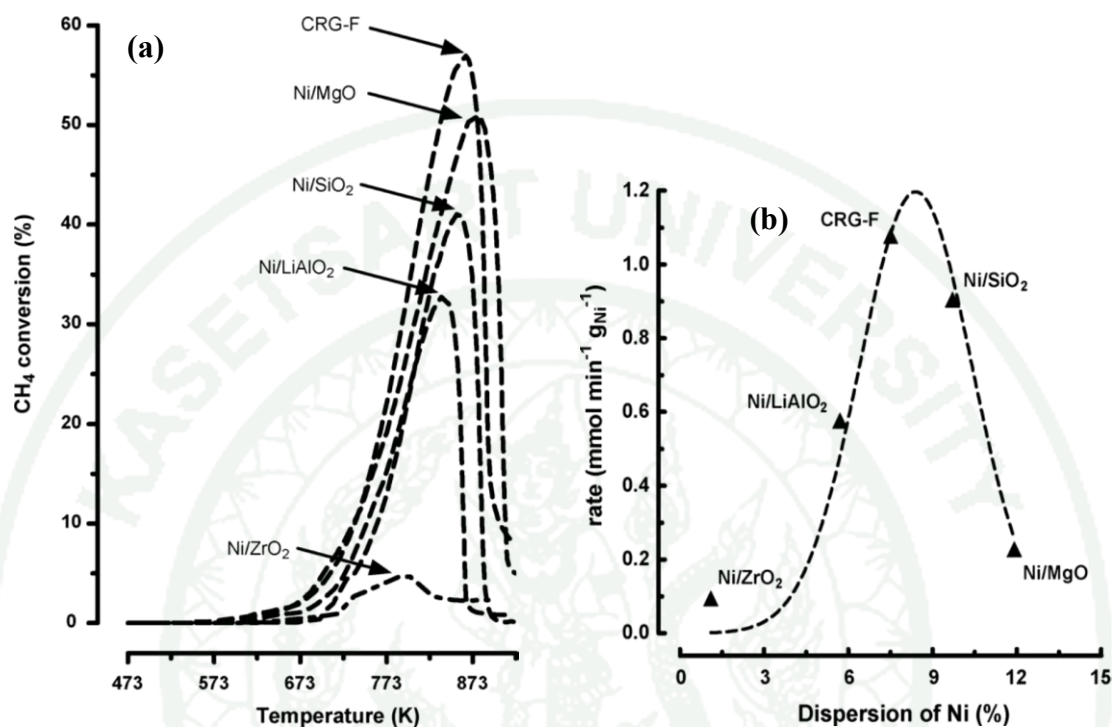 (a)
CRG-F
Ni/MgO
Ni/SiO₂
Ni/LiAlO₂
Ni/ZrO₂
CH₄ conversion (%)
60
50
40
30
20
10
0
473
573
673
773
873
Temperature (K)
(b)
CRG-F
Ni/SiO₂
Ni/LiAlO₂
Ni/ZrO₂
Ni/MgO
rate (mmol min⁻¹ g_Ni⁻¹)
1.2
1.0
0.8
0.6
0.4
0.2
0.0
0
3
6
9
12
15
Dispersion of Ni (%)
KASETSART UNIVERSITY